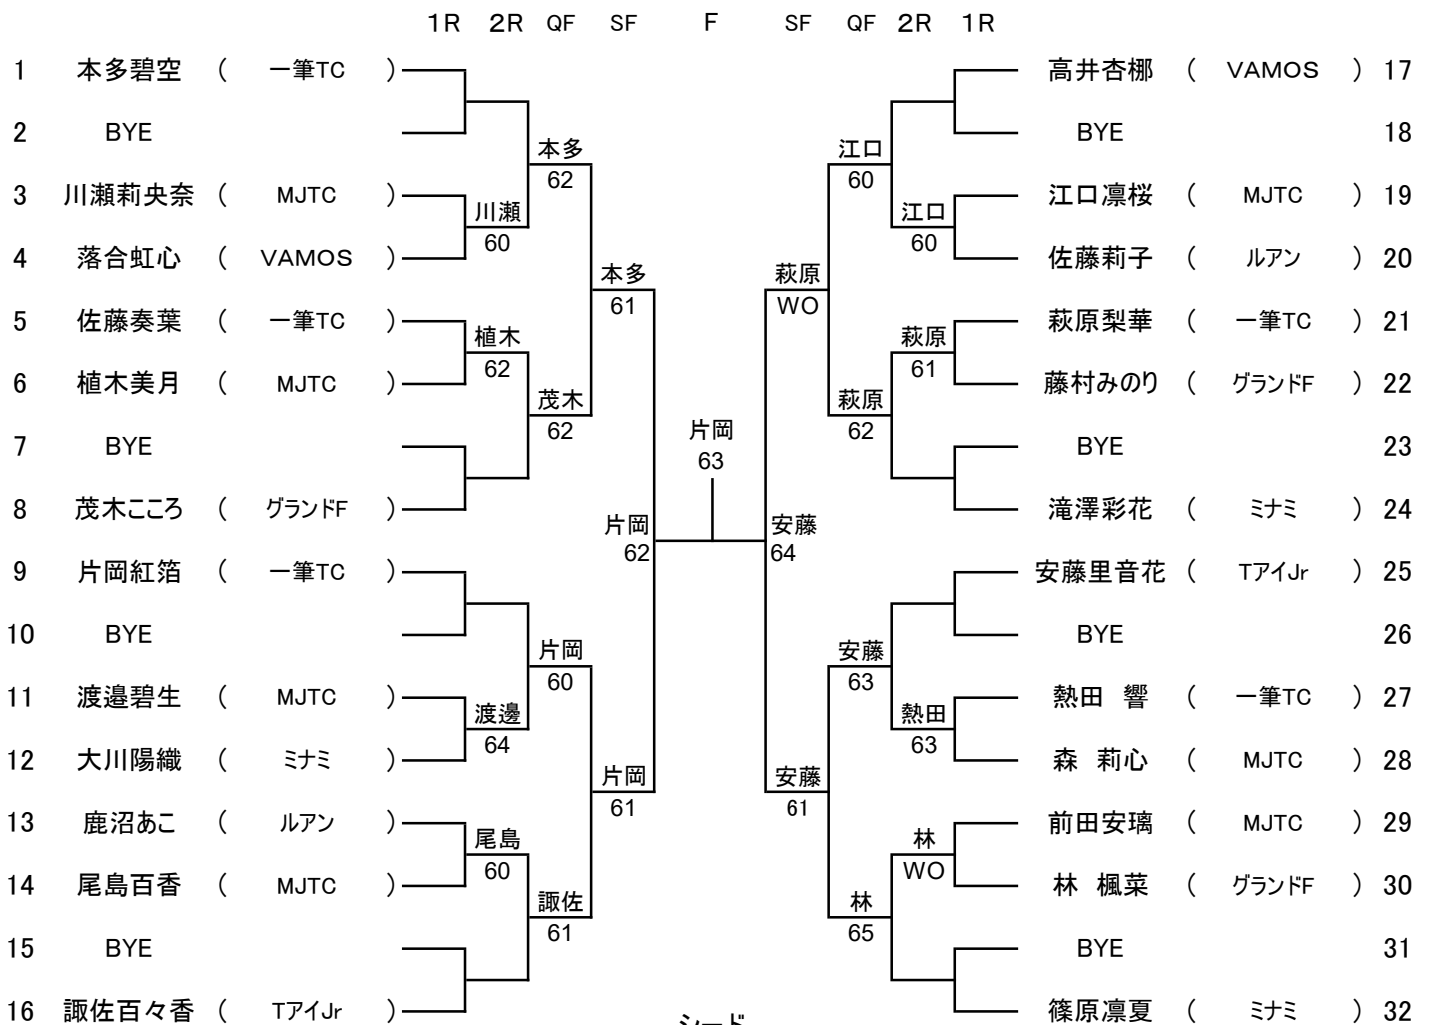 1R 2R QF SF F SF QF 2R 1R
1 本多碧空 ( 一筆TC ) 高井杏梛 ( VAMOS ) 17
2 BYE BYE 18
本多 江口
62 60
3 川瀬莉央奈 ( MJTC ) 江口凛桜 ( MJTC ) 19
川瀬 江口
60 60
4 落合虹心 ( VAMOS ) 佐藤莉子 ( ルアン ) 20
本多 萩原
61 WO
5 佐藤奏葉 ( 一筆TC ) 萩原梨華 ( 一筆TC ) 21
植木 萩原
62 61
6 植木美月 ( MJTC ) 藤村みのり ( グランドF ) 22
茂木 萩原
62 片岡 62
7 BYE BYE 23
63
8 茂木こころ ( グランドF ) 滝澤彩花 ( ミナミ ) 24
片岡 安藤
62 64
9 片岡紅箔 ( 一筆TC ) 安藤里音花 ( TアイJr ) 25
10 BYE BYE 26
片岡 安藤
60 63
11 渡邉碧生 ( MJTC ) 熱田 響 ( 一筆TC ) 27
渡邊 熱田
64 63
12 大川陽織 ( ミナミ ) 森 莉心 ( MJTC ) 28
片岡 安藤
61 61
13 鹿沼あこ ( ルアン ) 前田安璃 ( MJTC ) 29
尾島 林
60 WO
14 尾島百香 ( MJTC ) 林 楓菜 ( グランドF ) 30
諏佐 林
61 65
15 BYE BYE 31
16 諏佐百々香 ( TアイJr ) 篠原凛夏 ( ミナミ ) 32
シード